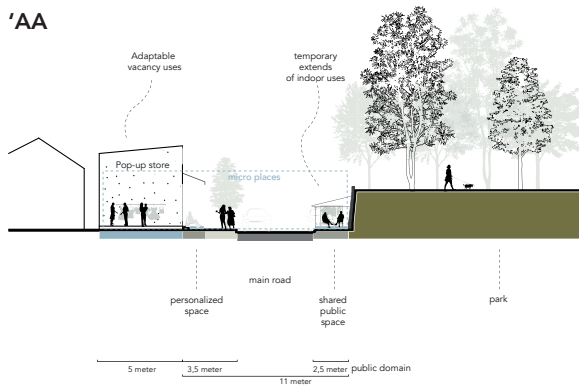 'AA
Adaptable
vacancy uses
temporary
extends
of indoor uses
Pop-up store
micro places
main road
personalized
space
shared
public
space
park
5 meter
3,5 meter
2,5 meter
public domain
11 meter